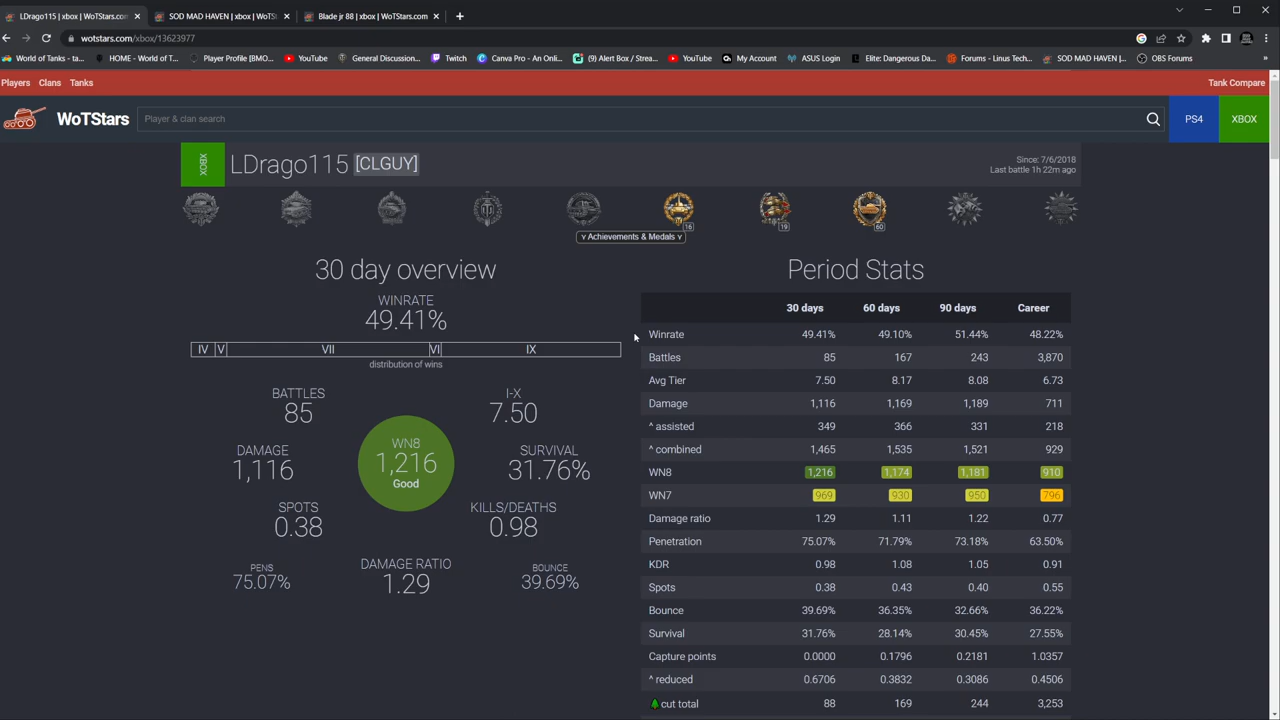 LDrago115 | xbox | WoTStars.com
SOD MAD HAVEN | xbox | WoTSt
Blade jr 88 | xbox | WoTStars.com
wotstars.com/xbox/13623977
World of Tanks - ta...
HOME - World of T...
Player Profile [BMO...
YouTube
General Discussion...
Twitch
Canva Pro - An Onli...
(9) Alert Box / Strea...
YouTube
My Account
ASUS Login
Elite: Dangerous Da...
Forums - Linus Tech...
SOD MAD HAVEN |...
OBS Forums
Players Clans Tanks
Tank Compare
WoTStars
Player & clan search
PS4
XBOX
XBOX
LDrago115 [CLGUY]
Since: 7/6/2018
Last battle 1h 22m ago
16
19
60
v Achievements & Medals v
30 day overview
WINRATE
49.41%
IV V VII VI IX
distribution of wins
BATTLES
85
I-X
7.50
DAMAGE
1,116
WN8
1,216
Good
SURVIVAL
31.76%
SPOTS
0.38
KILLS/DEATHS
0.98
PENS
75.07%
DAMAGE RATIO
1.29
BOUNCE
39.69%
Period Stats
30 days 60 days 90 days Career
Winrate 49.41% 49.10% 51.44% 48.22%
Battles 85 167 243 3,870
Avg Tier 7.50 8.17 8.08 6.73
Damage 1,116 1,169 1,189 711
^ assisted 349 366 331 218
^ combined 1,465 1,535 1,521 929
WN8 1,216 1,174 1,181 910
WN7 969 930 950 796
Damage ratio 1.29 1.11 1.22 0.77
Penetration 75.07% 71.79% 73.18% 63.50%
KDR 0.98 1.08 1.05 0.91
Spots 0.38 0.43 0.40 0.55
Bounce 39.69% 36.35% 32.66% 36.22%
Survival 31.76% 28.14% 30.45% 27.55%
Capture points 0.0000 0.1796 0.2181 1.0357
^ reduced 0.6706 0.3832 0.3086 0.4506
cut total 88 169 244 3,253